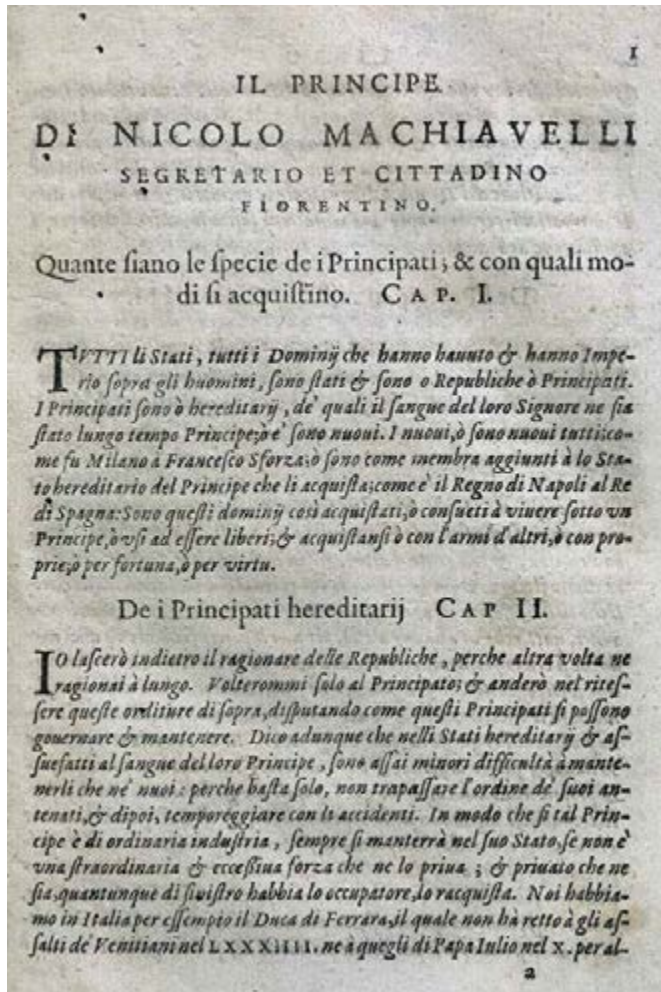 1
IL PRINCIPE
DI NICOLO MACHIAVELLI
SEGRETARIO ET CITTADINO
FIORENTINO.
Quante ſiano le ſpecie de i Principati, & con quali mo-
di ſi acquiſtino. CAP. I.
TVTTI li Stati, tutti i Dominij che hanno hauuto & hanno Impe-
rio ſopra gli huomini, ſono ſtati & ſono o Republiche ò Principati.
I Principati ſono ò hereditarij, de' quali il ſangue del loro Signore ne ſia
ſtato lungo tempo Principe, ò e' ſono nuoui. I nuoui, ò ſono nuoui tutti; co-
me fu Milano à Franceſco Sforza; ò ſono come membra aggiunti à lo Sta-
to hereditario del Principe che li acquiſta; come e' il Regno di Napoli al Re
di Spagna: Sono queſti dominij così acquiſtati, ò conſueti à viuere ſotto vn
Principe, ò vſi ad eſſere liberi; & acquiſtanſi ò con l'armi d'altri, ò con pro-
prie; ò per fortuna, ò per virtu.
De i Principati hereditarij CAP II.
IO laſcerò indietro il ragionare delle Republiche, perche altra volta ne
ragionai à lungo. Volterommi ſolo al Principato; & anderò nel riteſ-
ſere queſte orditure di ſopra, diſputando come queſti Principati ſi poſſono
gouernare & mantenere. Dico adunque che nelli Stati hereditarij & aſ-
ſuefatti al ſangue del loro Principe, ſono aſſai minori difficultà à mante-
nerli che ne' nuoi: perche baſta ſolo, non trapaſſare l'ordine de' ſuoi an-
tenati, & dipoi, temporeggiare con li accidenti. In modo che ſi tal Prin-
cipe è di ordinaria induſtria, ſempre ſi manterrà nel ſuo Stato, ſe non è
vna ſtraordinaria & ecceſſiua forza che ne lo priua; & priuato che ne
ſia, quantunque di ſiniſtro habbia lo occupatore, lo racquiſta. Noi habbia-
mo in Italia per eſſempio il Duca di Ferrara, il quale non hà retto à gli aſ-
ſalti de' Venitiani nel LXXXIIII. ne à quegli di Papa Iulio nel X. per al-
a